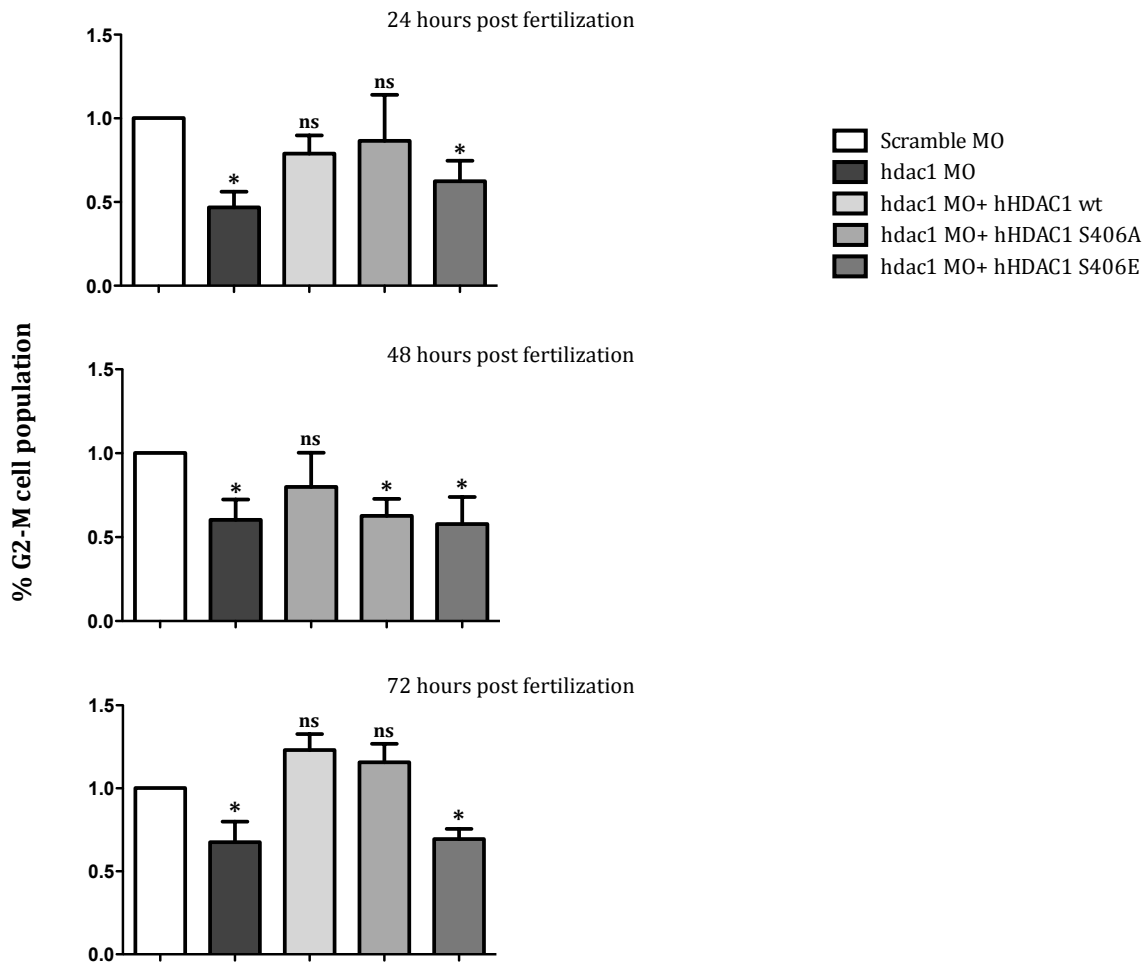 24 hours post fertilization
1.5
1.0
0.5
0.0
*
ns
ns
*
Scramble MO
hdac1 MO
hdac1 MO+ hHDAC1 wt
hdac1 MO+ hHDAC1 S406A
hdac1 MO+ hHDAC1 S406E
% G2-M cell population
48 hours post fertilization
1.5
1.0
0.5
0.0
*
ns
*
*
72 hours post fertilization
1.5
1.0
0.5
0.0
*
ns
ns
*